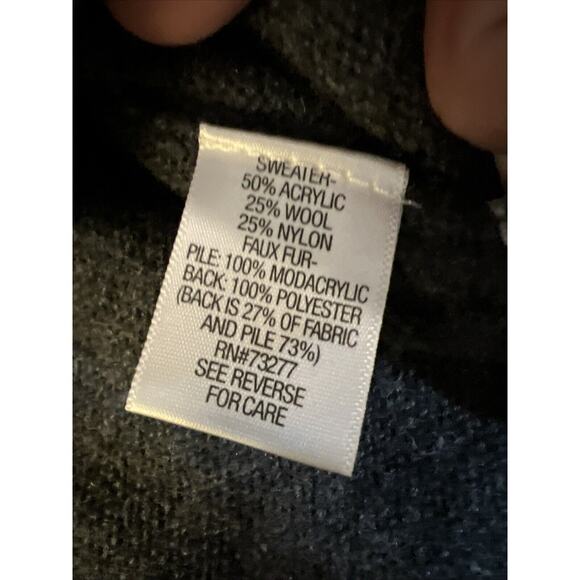 SWEATER-
50% ACRYLIC
25% WOOL
25% NYLON
FAUX FUR-
PILE: 100% MODACRYLIC
BACK: 100% POLYESTER
(BACK IS 27% OF FABRIC
AND PILE 73%)
RN#73277
SEE REVERSE
FOR CARE